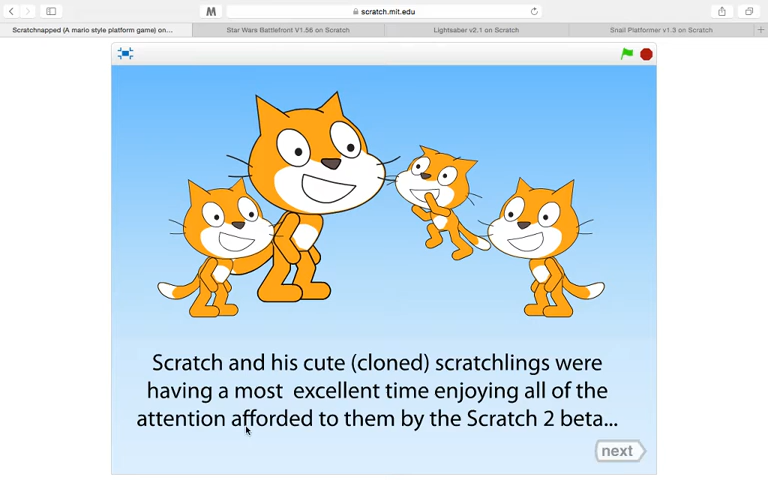 scratch.mit.edu
Scratchnapped (A mario style platform game) on...
Star Wars Battlefront V1.56 on Scratch
Lightsaber v2.1 on Scratch
Snail Platformer v1.3 on Scratch
Scratch and his cute (cloned) scratchlings were
having a most excellent time enjoying all of the
attention afforded to them by the Scratch 2 beta...
next